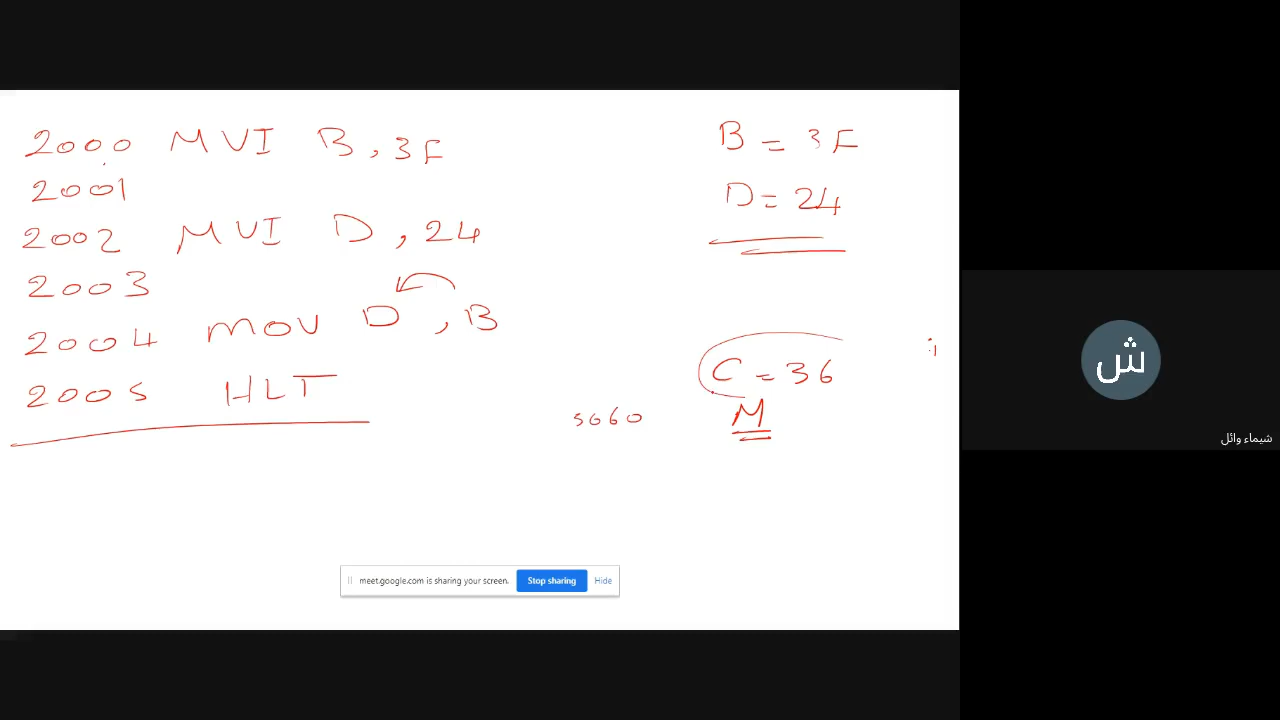 2000 MVI B, 3F
2001
2002 MVI D, 24
2003
2004 MOV D, B
2005 HLT
B = 3F
D = 24
C = 36
5060 M
meet.google.com is sharing your screen.
Stop sharing
Hide
ش
شيماء وائل